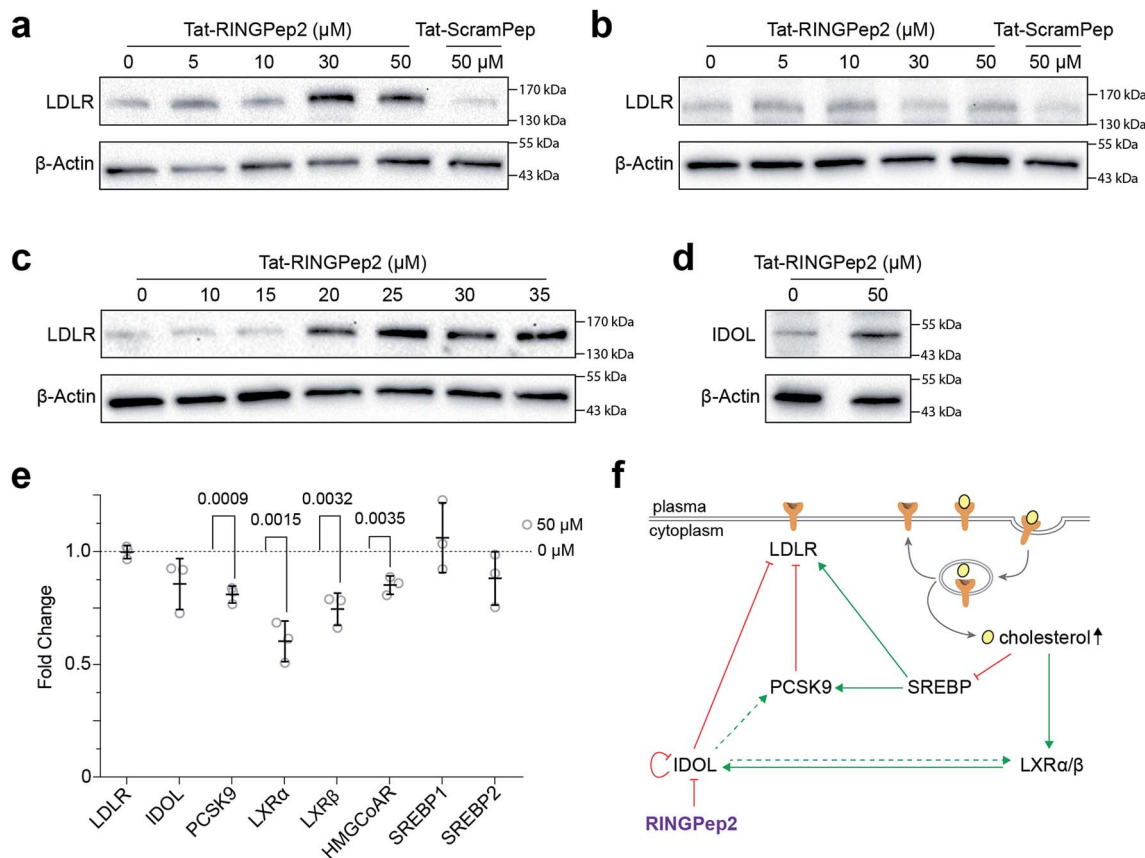 a
Tat-RINGPep2 (µM) Tat-ScramPep
0 5 10 30 50 50 µM
LDLR
170 kDa
130 kDa
β-Actin
55 kDa
43 kDa
b
Tat-RINGPep2 (µM) Tat-ScramPep
0 5 10 30 50 50 µM
LDLR
170 kDa
130 kDa
β-Actin
55 kDa
43 kDa
c
Tat-RINGPep2 (µM)
0 10 15 20 25 30 35
LDLR
170 kDa
130 kDa
β-Actin
55 kDa
43 kDa
d
Tat-RINGPep2 (µM)
0 50
IDOL
55 kDa
43 kDa
β-Actin
55 kDa
43 kDa
e
Fold Change
1.0
0.5
0
0.0009
0.0015
0.0032
0.0035
50 µM
0 µM
LDLR
IDOL
PCSK9
LXRα
LXRβ
HMGCoAR
SREBP1
SREBP2
f
plasma
cytoplasm
LDLR
cholesterol
PCSK9
SREBP
IDOL
LXRα/β
RINGPep2